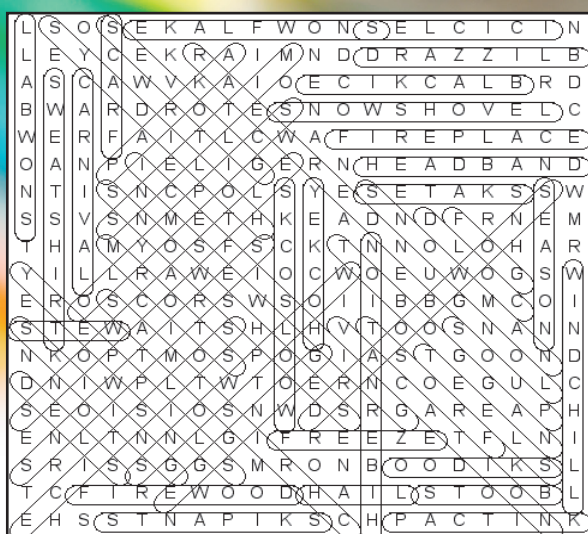 L S O S E K A L F W O N S E L C I C I N
L E Y C E K R A I M N D D R A Z Z I L B
A S C A W V K A I O E C I K C A L B R D
B W A R D R O T E S N O W S H O V E L C
W E R F A I T L C W A F I R E P L A C E
O A N P I E L I G E R N H E A D B A N D
N T I S N C P O L S Y E S E T A K S S W
S S V S N M E T H K E A D N D F R N E M
T H A M Y O S F S C K T N N O L O H A R
Y I L L R A W E I O C W O E U W O G S W
E R O S C O R S W S O I I B B G M C O I
S T E W A I T S H L H V T O O S N A N N
N K O P T M O S P O G I A S T G O O N D
D N I W P L T W T O E R N C O E G U L C
S E O I S I O S N W D S R G A R E A P H
E N L T N N L G I F R E E Z E T F L N I
S R I S S G G S M R O N B O O D I K S L
T C F I R E W O O D H A I L S T O O B L
E H S S T N A P I K S C H P A C T I N K